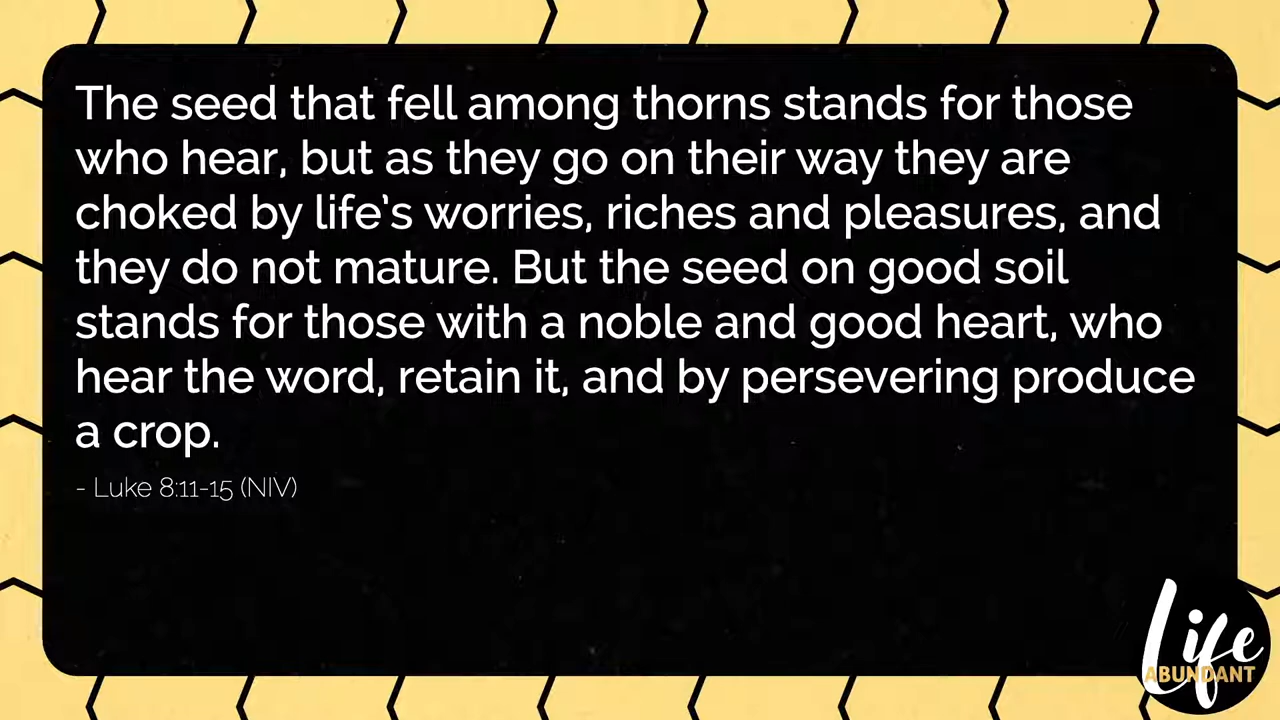 The seed that fell among thorns stands for those
who hear, but as they go on their way they are
choked by life's worries, riches and pleasures, and
they do not mature. But the seed on good soil
stands for those with a noble and good heart, who
hear the word, retain it, and by persevering produce
a crop.
- Luke 8:11-15 (NIV)
Life
ABUNDANT